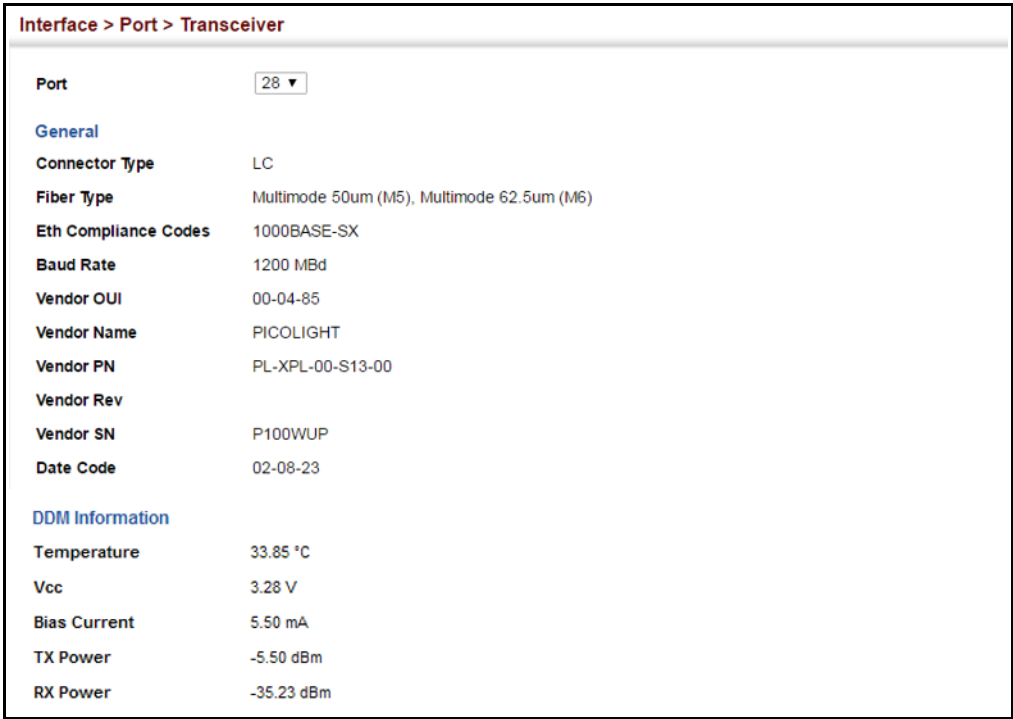 Interface > Port > Transceiver
Port 28 ▼
General
Connector Type LC
Fiber Type Multimode 50um (M5), Multimode 62.5um (M6)
Eth Compliance Codes 1000BASE-SX
Baud Rate 1200 MBd
Vendor OUI 00-04-85
Vendor Name PICOLIGHT
Vendor PN PL-XPL-00-S13-00
Vendor Rev
Vendor SN P100WUP
Date Code 02-08-23
DDM Information
Temperature 33.85 °C
Vcc 3.28 V
Bias Current 5.50 mA
TX Power -5.50 dBm
RX Power -35.23 dBm